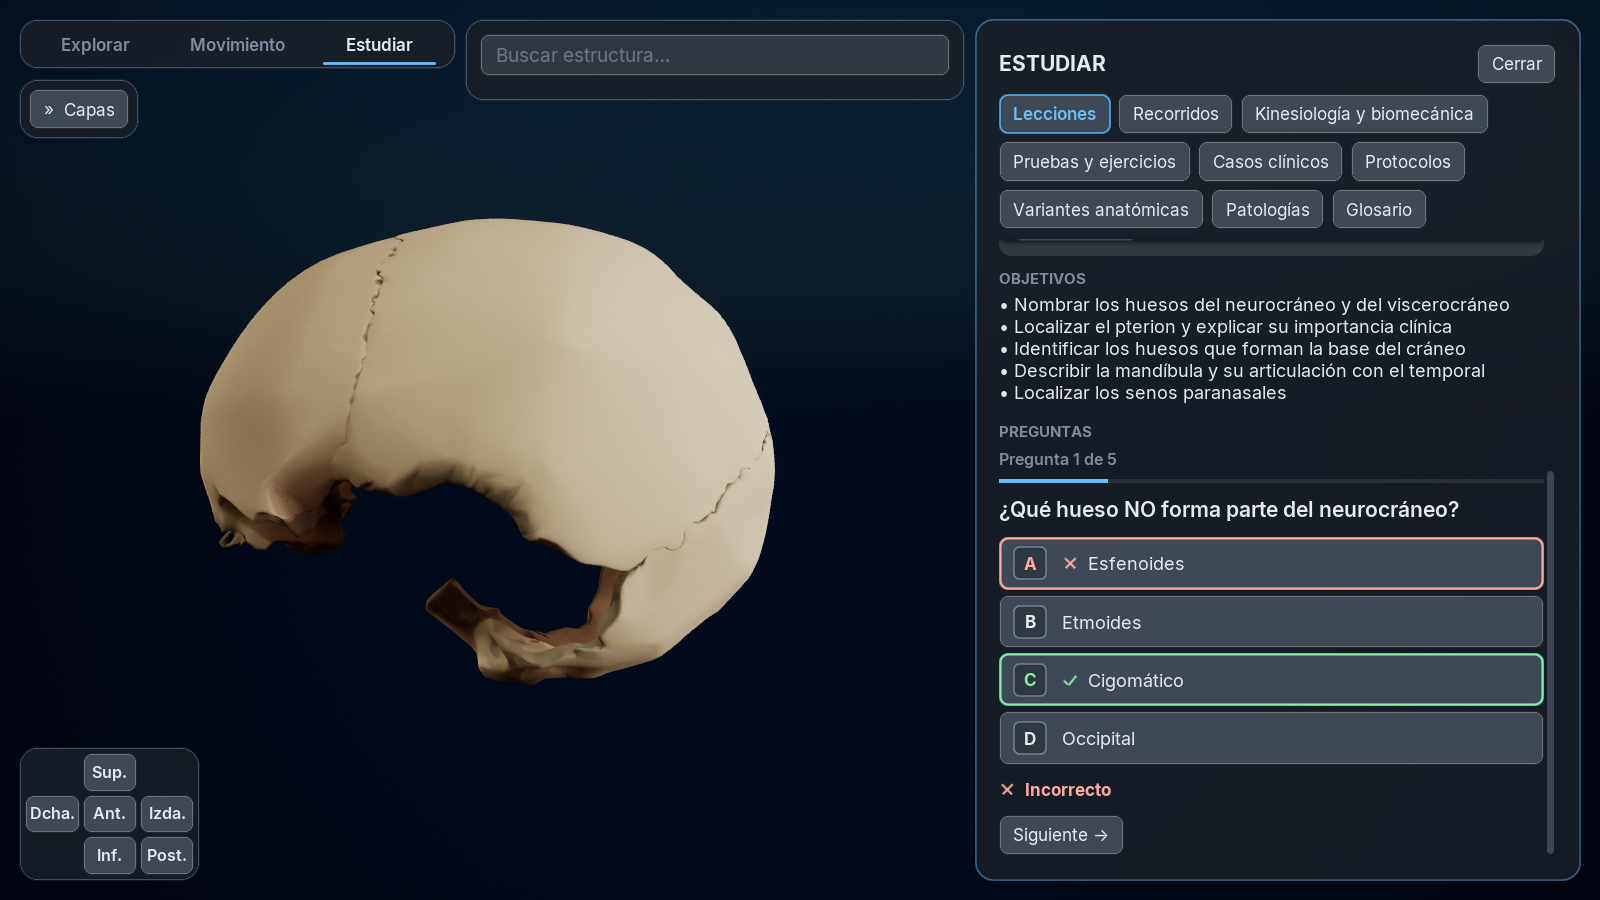 Explorar
Movimiento
Estudiar
» Capas
Buscar estructura...
ESTUDIAR
Cerrar
Lecciones
Recorridos
Kinesiología y biomecánica
Pruebas y ejercicios
Casos clínicos
Protocolos
Variantes anatómicas
Patologías
Glosario
OBJETIVOS
• Nombrar los huesos del neurocráneo y del viscerocráneo
• Localizar el pterion y explicar su importancia clínica
• Identificar los huesos que forman la base del cráneo
• Describir la mandíbula y su articulación con el temporal
• Localizar los senos paranasales
PREGUNTAS
Pregunta 1 de 5
¿Qué hueso NO forma parte del neurocráneo?
A ✕ Esfenoides
B Etmoides
C ✓ Cigomático
D Occipital
✕ Incorrecto
Siguiente →
Sup.
Dcha.
Ant.
Izda.
Inf.
Post.